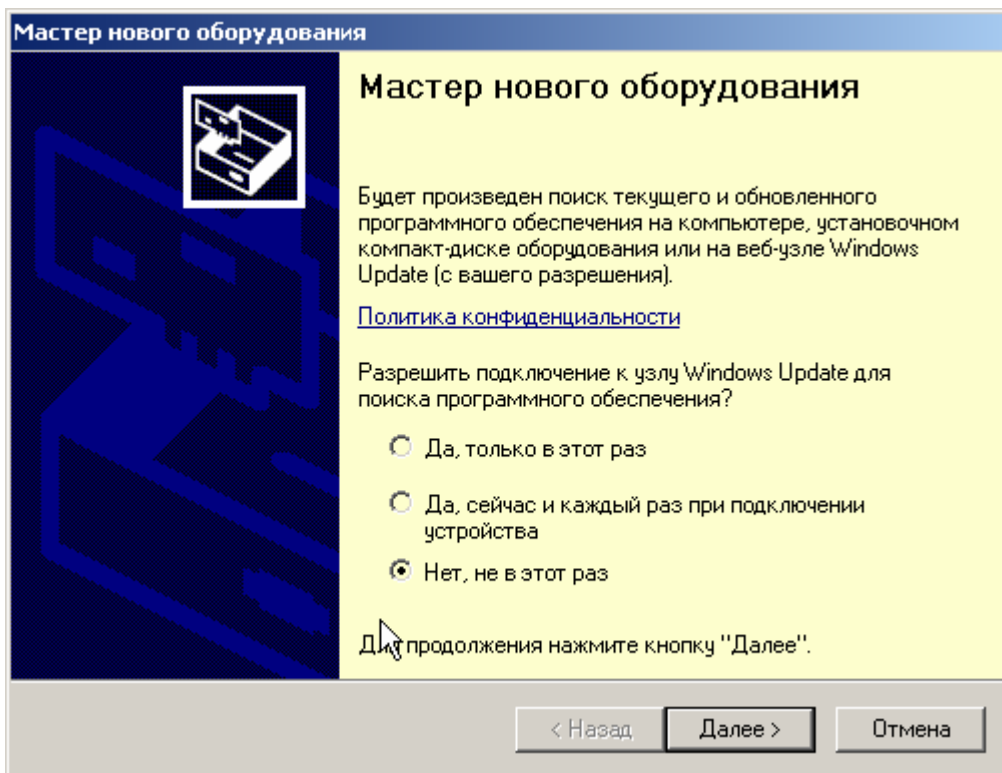 Мастер нового оборудования
Мастер нового оборудования
Будет произведен поиск текущего и обновленного
программного обеспечения на компьютере, установочном
компакт-диске оборудования или на веб-узле Windows
Update (с вашего разрешения).
Политика конфиденциальности
Разрешить подключение к узлу Windows Update для
поиска программного обеспечения?
Да, только в этот раз
Да, сейчас и каждый раз при подключении
устройства
Нет, не в этот раз
Для продолжения нажмите кнопку "Далее".
< Назад
Далее >
Отмена